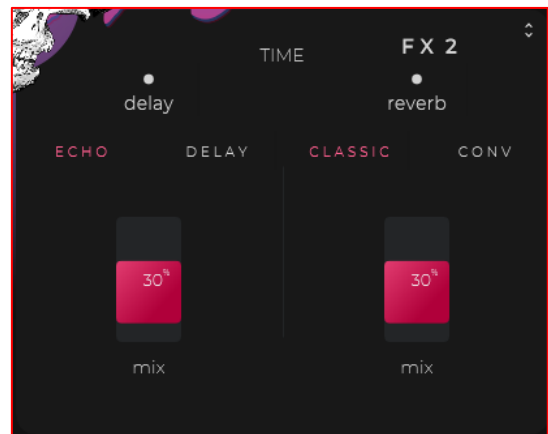 FX 2
TIME
delay reverb
ECHO DELAY CLASSIC CONV
30% 30%
mix mix